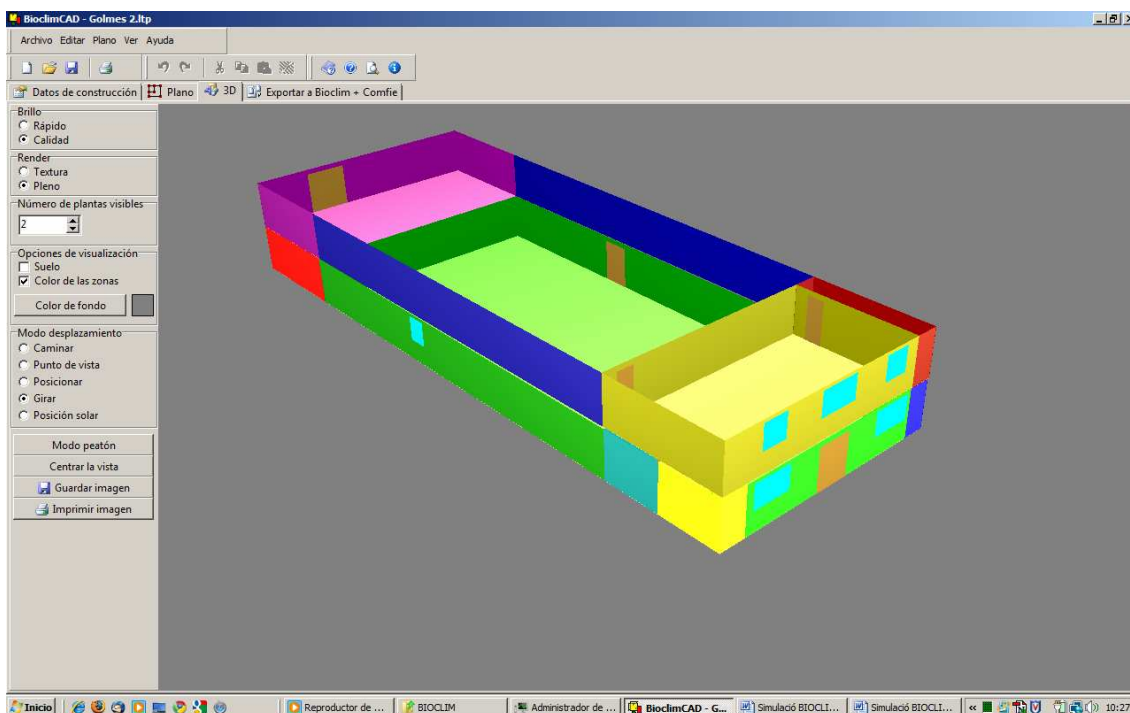 BioclimCAD - Golmes 2.ltp
Archivo Editar Plano Ver Ayuda
Datos de construcción Plano 3D Exportar a Bioclim + Comfie
Brillo
Rápido
Calidad
Render
Textura
Pleno
Número de plantas visibles
2
Opciones de visualización
Suelo
Color de las zonas
Color de fondo
Modo desplazamiento
Caminar
Punto de vista
Posicionar
Girar
Posición solar
Modo peatón
Centrar la vista
Guardar imagen
Imprimir imagen
Inicio Reproductor de ... BIOCLIM Administrador de ... BioclimCAD - G... Simulació BIOCLI... Simulació BIOCLI... « 10:27